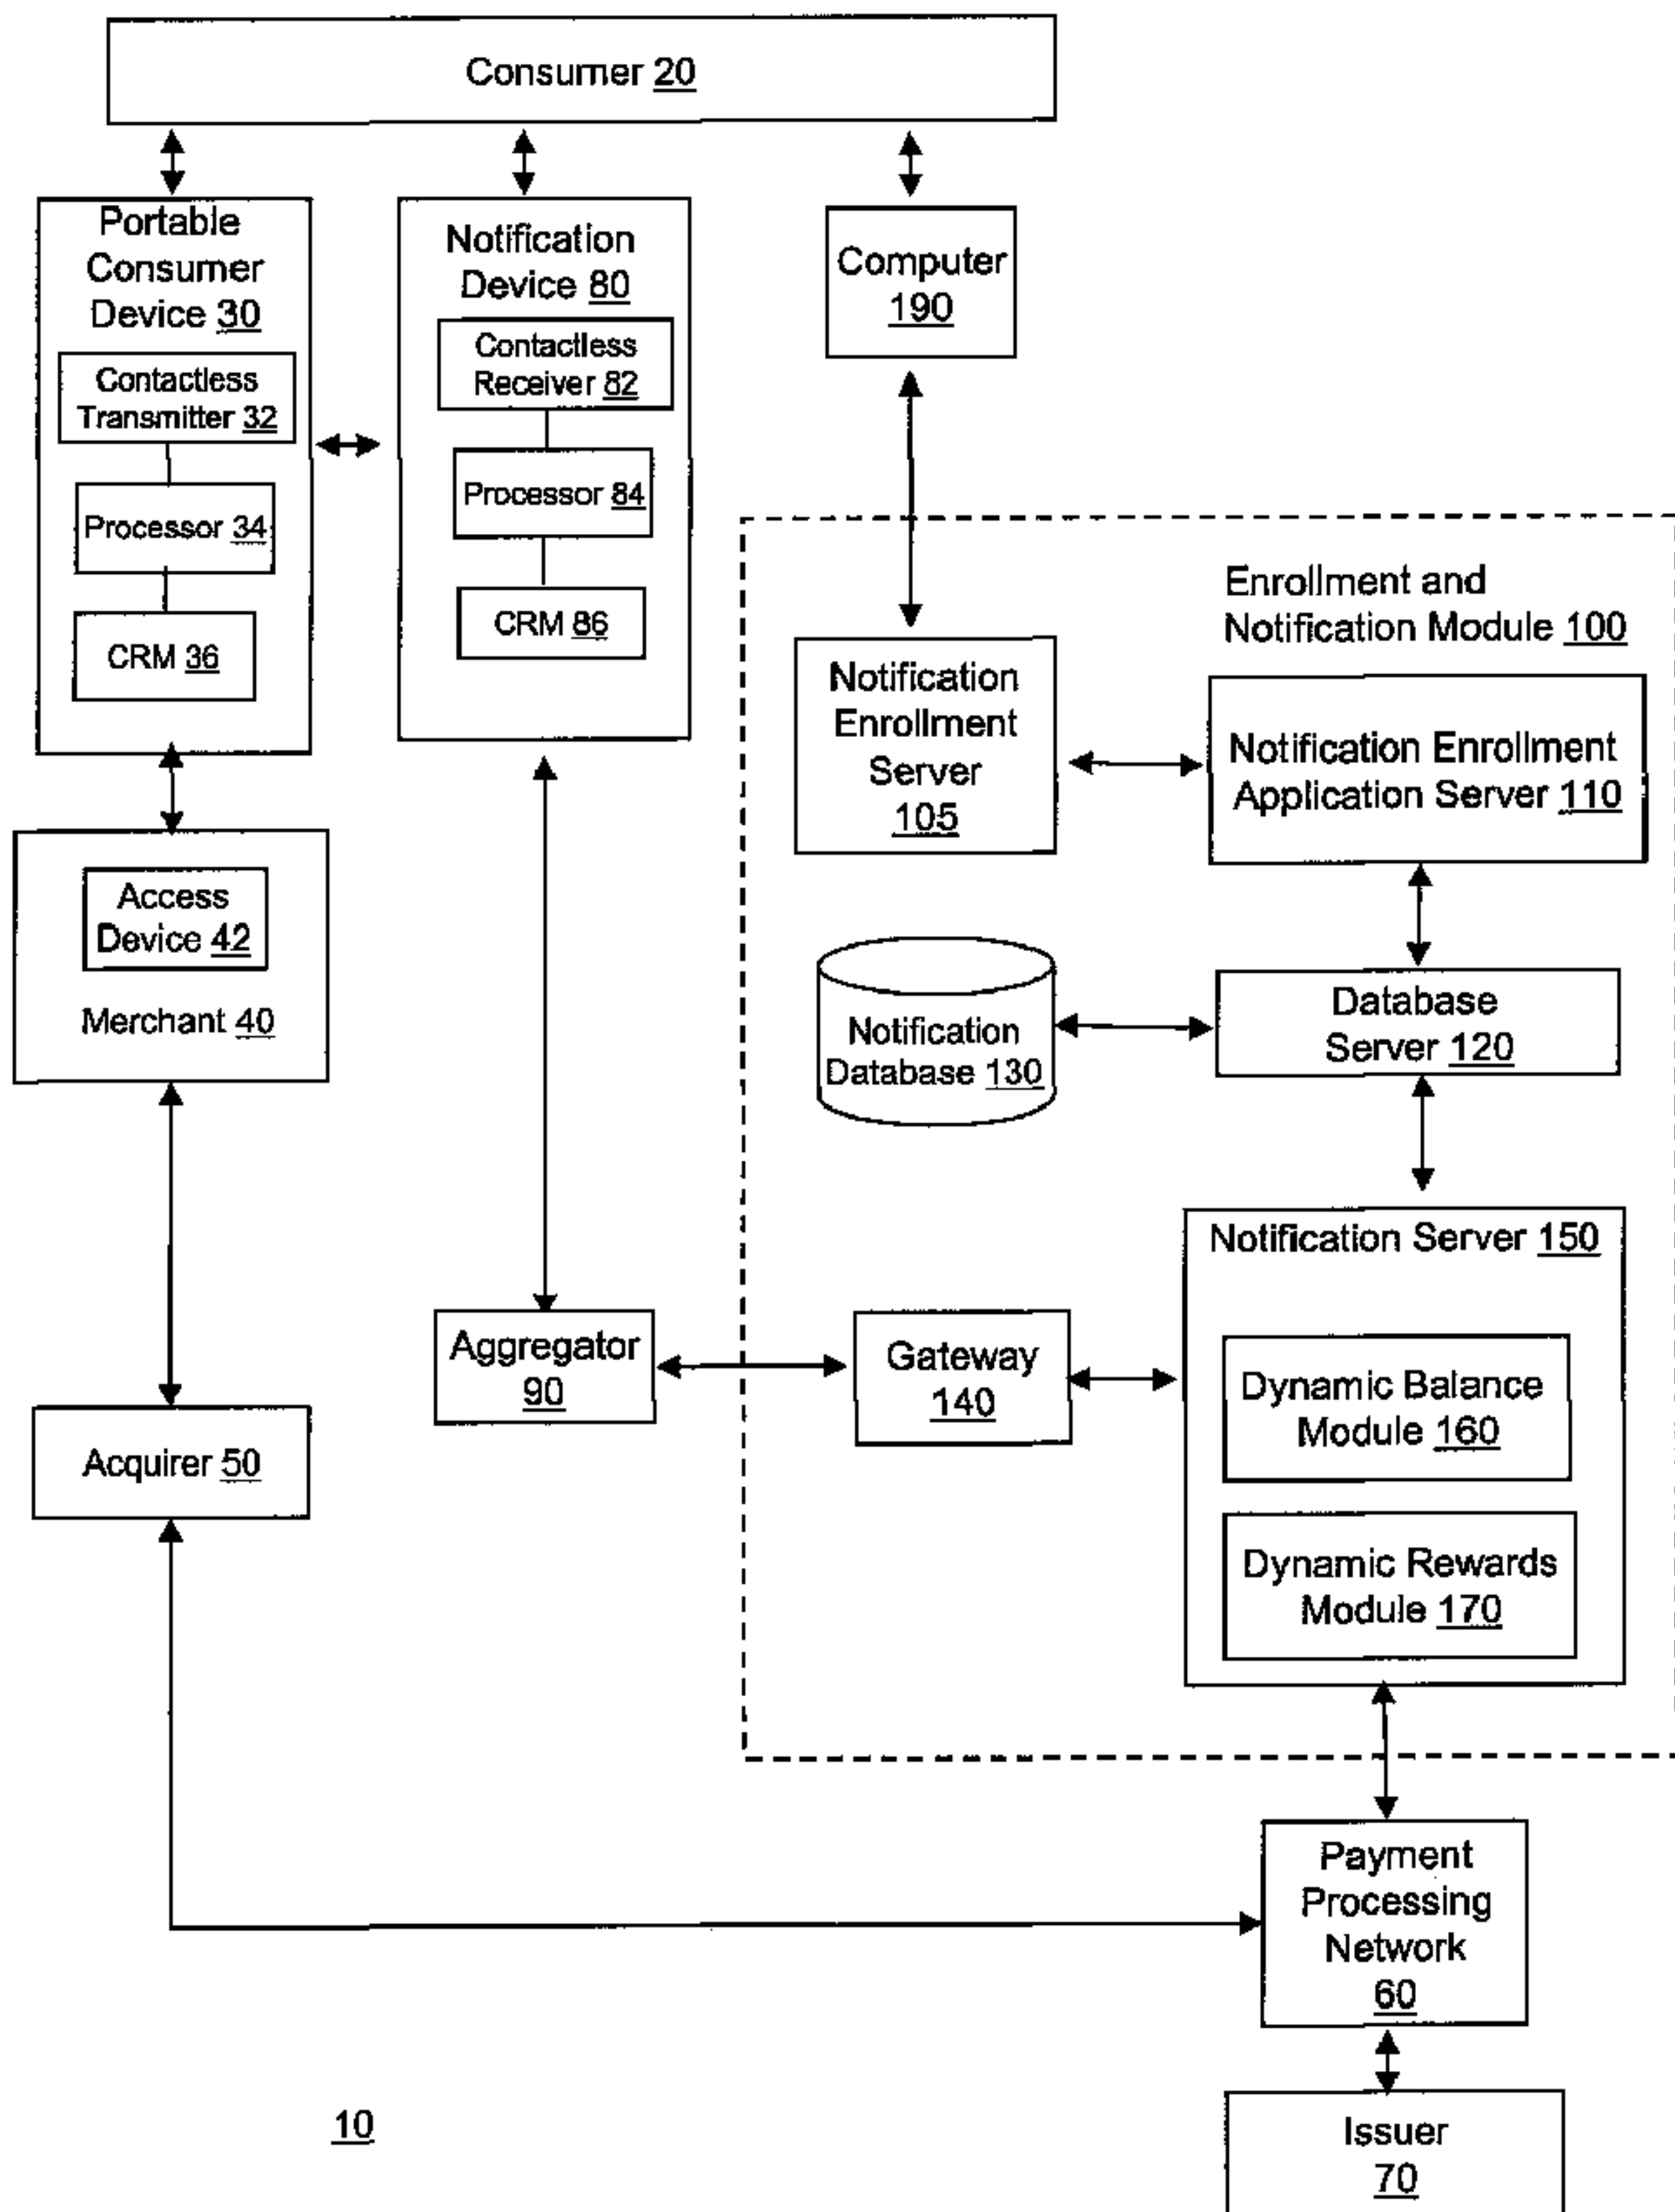 Consumer 20
Portable
Consumer
Device 30
Contactless
Transmitter 32
Processor 34
CRM 36
Notification
Device 80
Contactless
Receiver 82
Processor 84
CRM 86
Computer
190
Access
Device 42
Merchant 40
Enrollment and
Notification Module 100
Notification
Enrollment
Server
105
Notification Enrollment
Application Server 110
Notification
Database 130
Database
Server 120
Notification Server 150
Aggregator
90
Gateway
140
Dynamic Balance
Module 160
Acquirer 50
Dynamic Rewards
Module 170
Payment
Processing
Network
60
10
Issuer
70